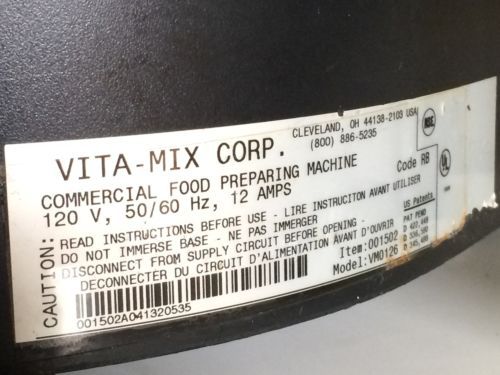 VITA-MIX CORP.
CLEVELAND, OH 44138-2103 USA
(800) 886-5235
NSF
COMMERCIAL FOOD PREPARING MACHINE
Code RB
120 V, 50/60 Hz, 12 AMPS
UL
CAUTION:
READ INSTRUCTIONS BEFORE USE - LIRE INSTRUCITON AVANT UTILISER
DO NOT IMMERSE BASE - NE PAS IMMERGER
DISCONNECT FROM SUPPLY CIRCUIT BEFORE OPENING -
DECONNECTER DU CIRCUIT D'ALIMENTATION AVANT D'OUVRIR
US Patents
PAT PEND
Item:001502
Model:VM0126
001502A041320535